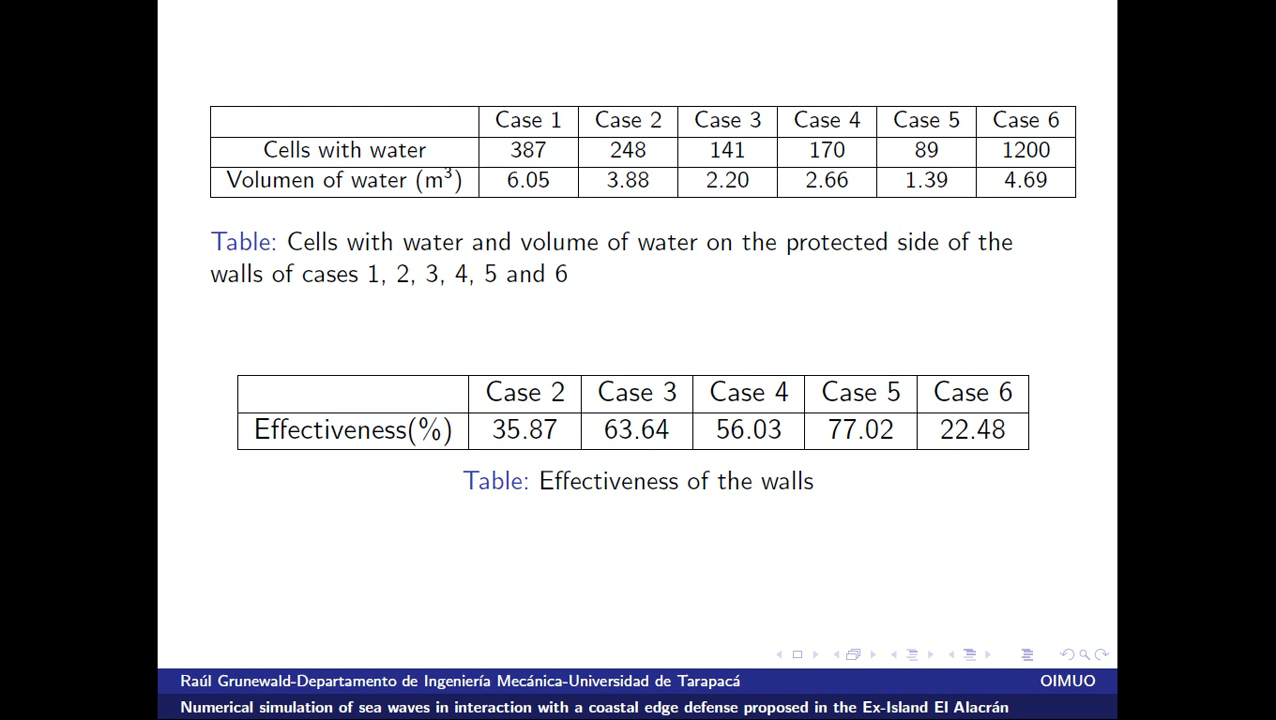 Case 1 Case 2 Case 3 Case 4 Case 5 Case 6
Cells with water 387 248 141 170 89 1200
Volumen of water (m³) 6.05 3.88 2.20 2.66 1.39 4.69
Table: Cells with water and volume of water on the protected side of the
walls of cases 1, 2, 3, 4, 5 and 6
Case 2 Case 3 Case 4 Case 5 Case 6
Effectiveness(%) 35.87 63.64 56.03 77.02 22.48
Table: Effectiveness of the walls
Raúl Grunewald-Departamento de Ingeniería Mecánica-Universidad de Tarapacá OIMUO
Numerical simulation of sea waves in interaction with a coastal edge defense proposed in the Ex-Island El Alacrán